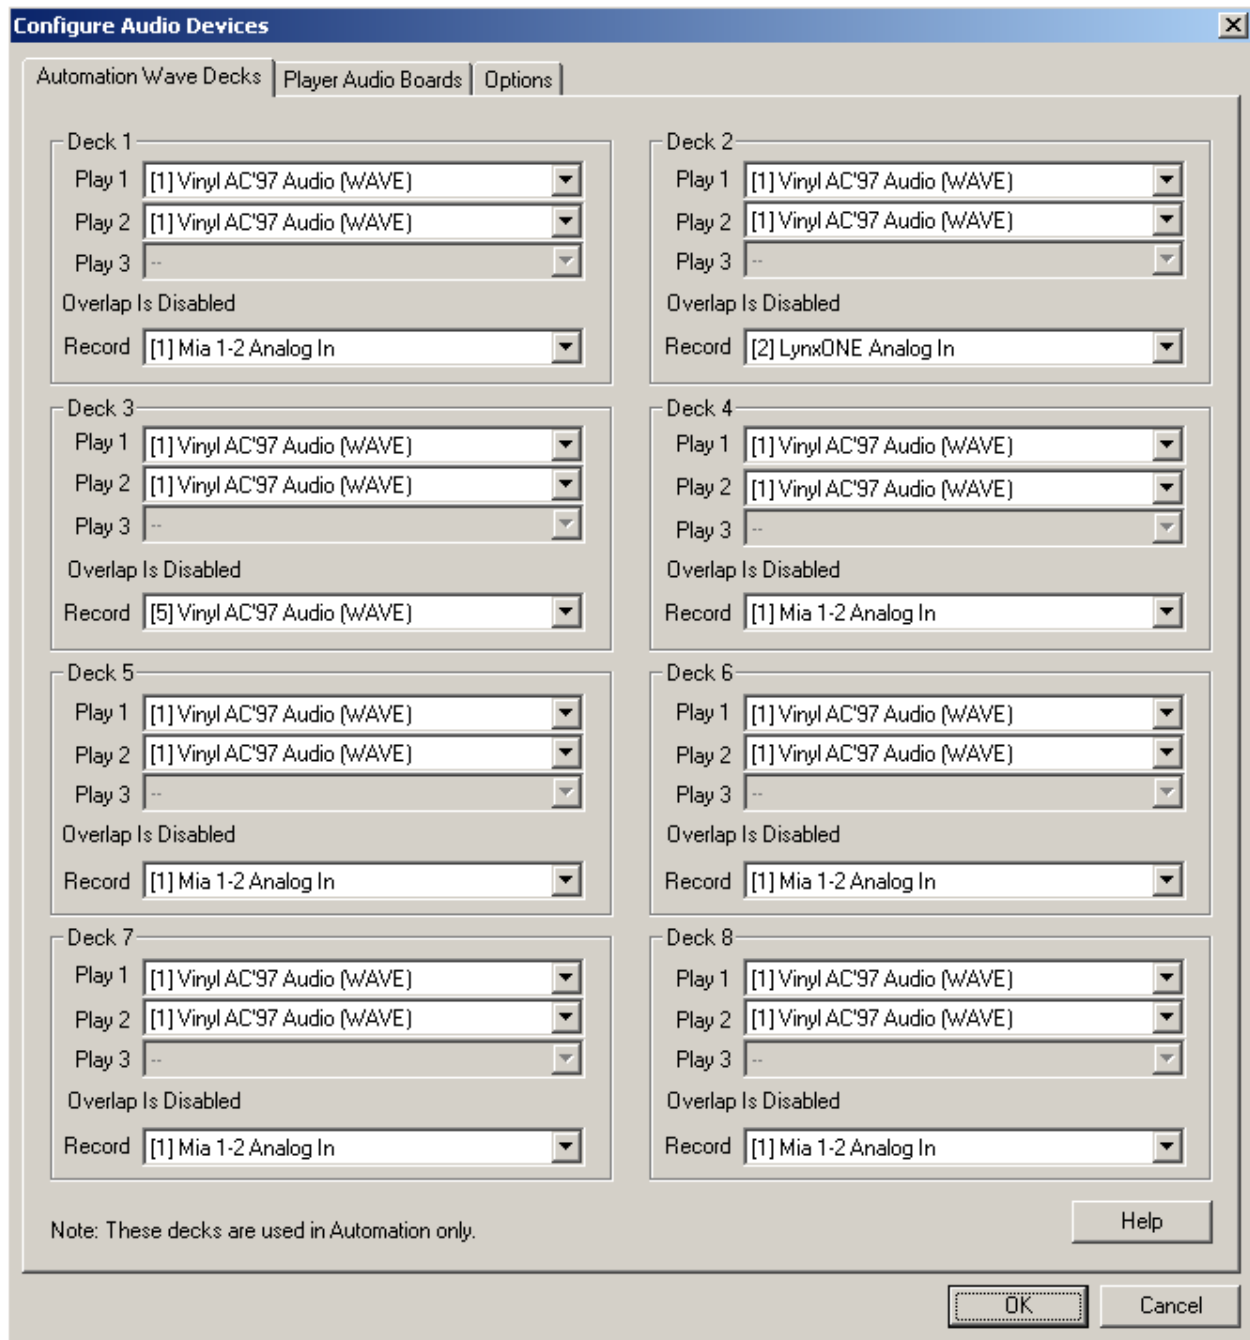 Configure Audio Devices
Automation Wave Decks
Player Audio Boards
Options
Deck 1
Play 1 [1] Vinyl AC'97 Audio (WAVE)
Play 2 [1] Vinyl AC'97 Audio (WAVE)
Play 3 --
Overlap Is Disabled
Record [1] Mia 1-2 Analog In
Deck 2
Play 1 [1] Vinyl AC'97 Audio (WAVE)
Play 2 [1] Vinyl AC'97 Audio (WAVE)
Play 3 --
Overlap Is Disabled
Record [2] LynxONE Analog In
Deck 3
Play 1 [1] Vinyl AC'97 Audio (WAVE)
Play 2 [1] Vinyl AC'97 Audio (WAVE)
Play 3 --
Overlap Is Disabled
Record [5] Vinyl AC'97 Audio (WAVE)
Deck 4
Play 1 [1] Vinyl AC'97 Audio (WAVE)
Play 2 [1] Vinyl AC'97 Audio (WAVE)
Play 3 --
Overlap Is Disabled
Record [1] Mia 1-2 Analog In
Deck 5
Play 1 [1] Vinyl AC'97 Audio (WAVE)
Play 2 [1] Vinyl AC'97 Audio (WAVE)
Play 3 --
Overlap Is Disabled
Record [1] Mia 1-2 Analog In
Deck 6
Play 1 [1] Vinyl AC'97 Audio (WAVE)
Play 2 [1] Vinyl AC'97 Audio (WAVE)
Play 3 --
Overlap Is Disabled
Record [1] Mia 1-2 Analog In
Deck 7
Play 1 [1] Vinyl AC'97 Audio (WAVE)
Play 2 [1] Vinyl AC'97 Audio (WAVE)
Play 3 --
Overlap Is Disabled
Record [1] Mia 1-2 Analog In
Deck 8
Play 1 [1] Vinyl AC'97 Audio (WAVE)
Play 2 [1] Vinyl AC'97 Audio (WAVE)
Play 3 --
Overlap Is Disabled
Record [1] Mia 1-2 Analog In
Note: These decks are used in Automation only.
Help
OK
Cancel